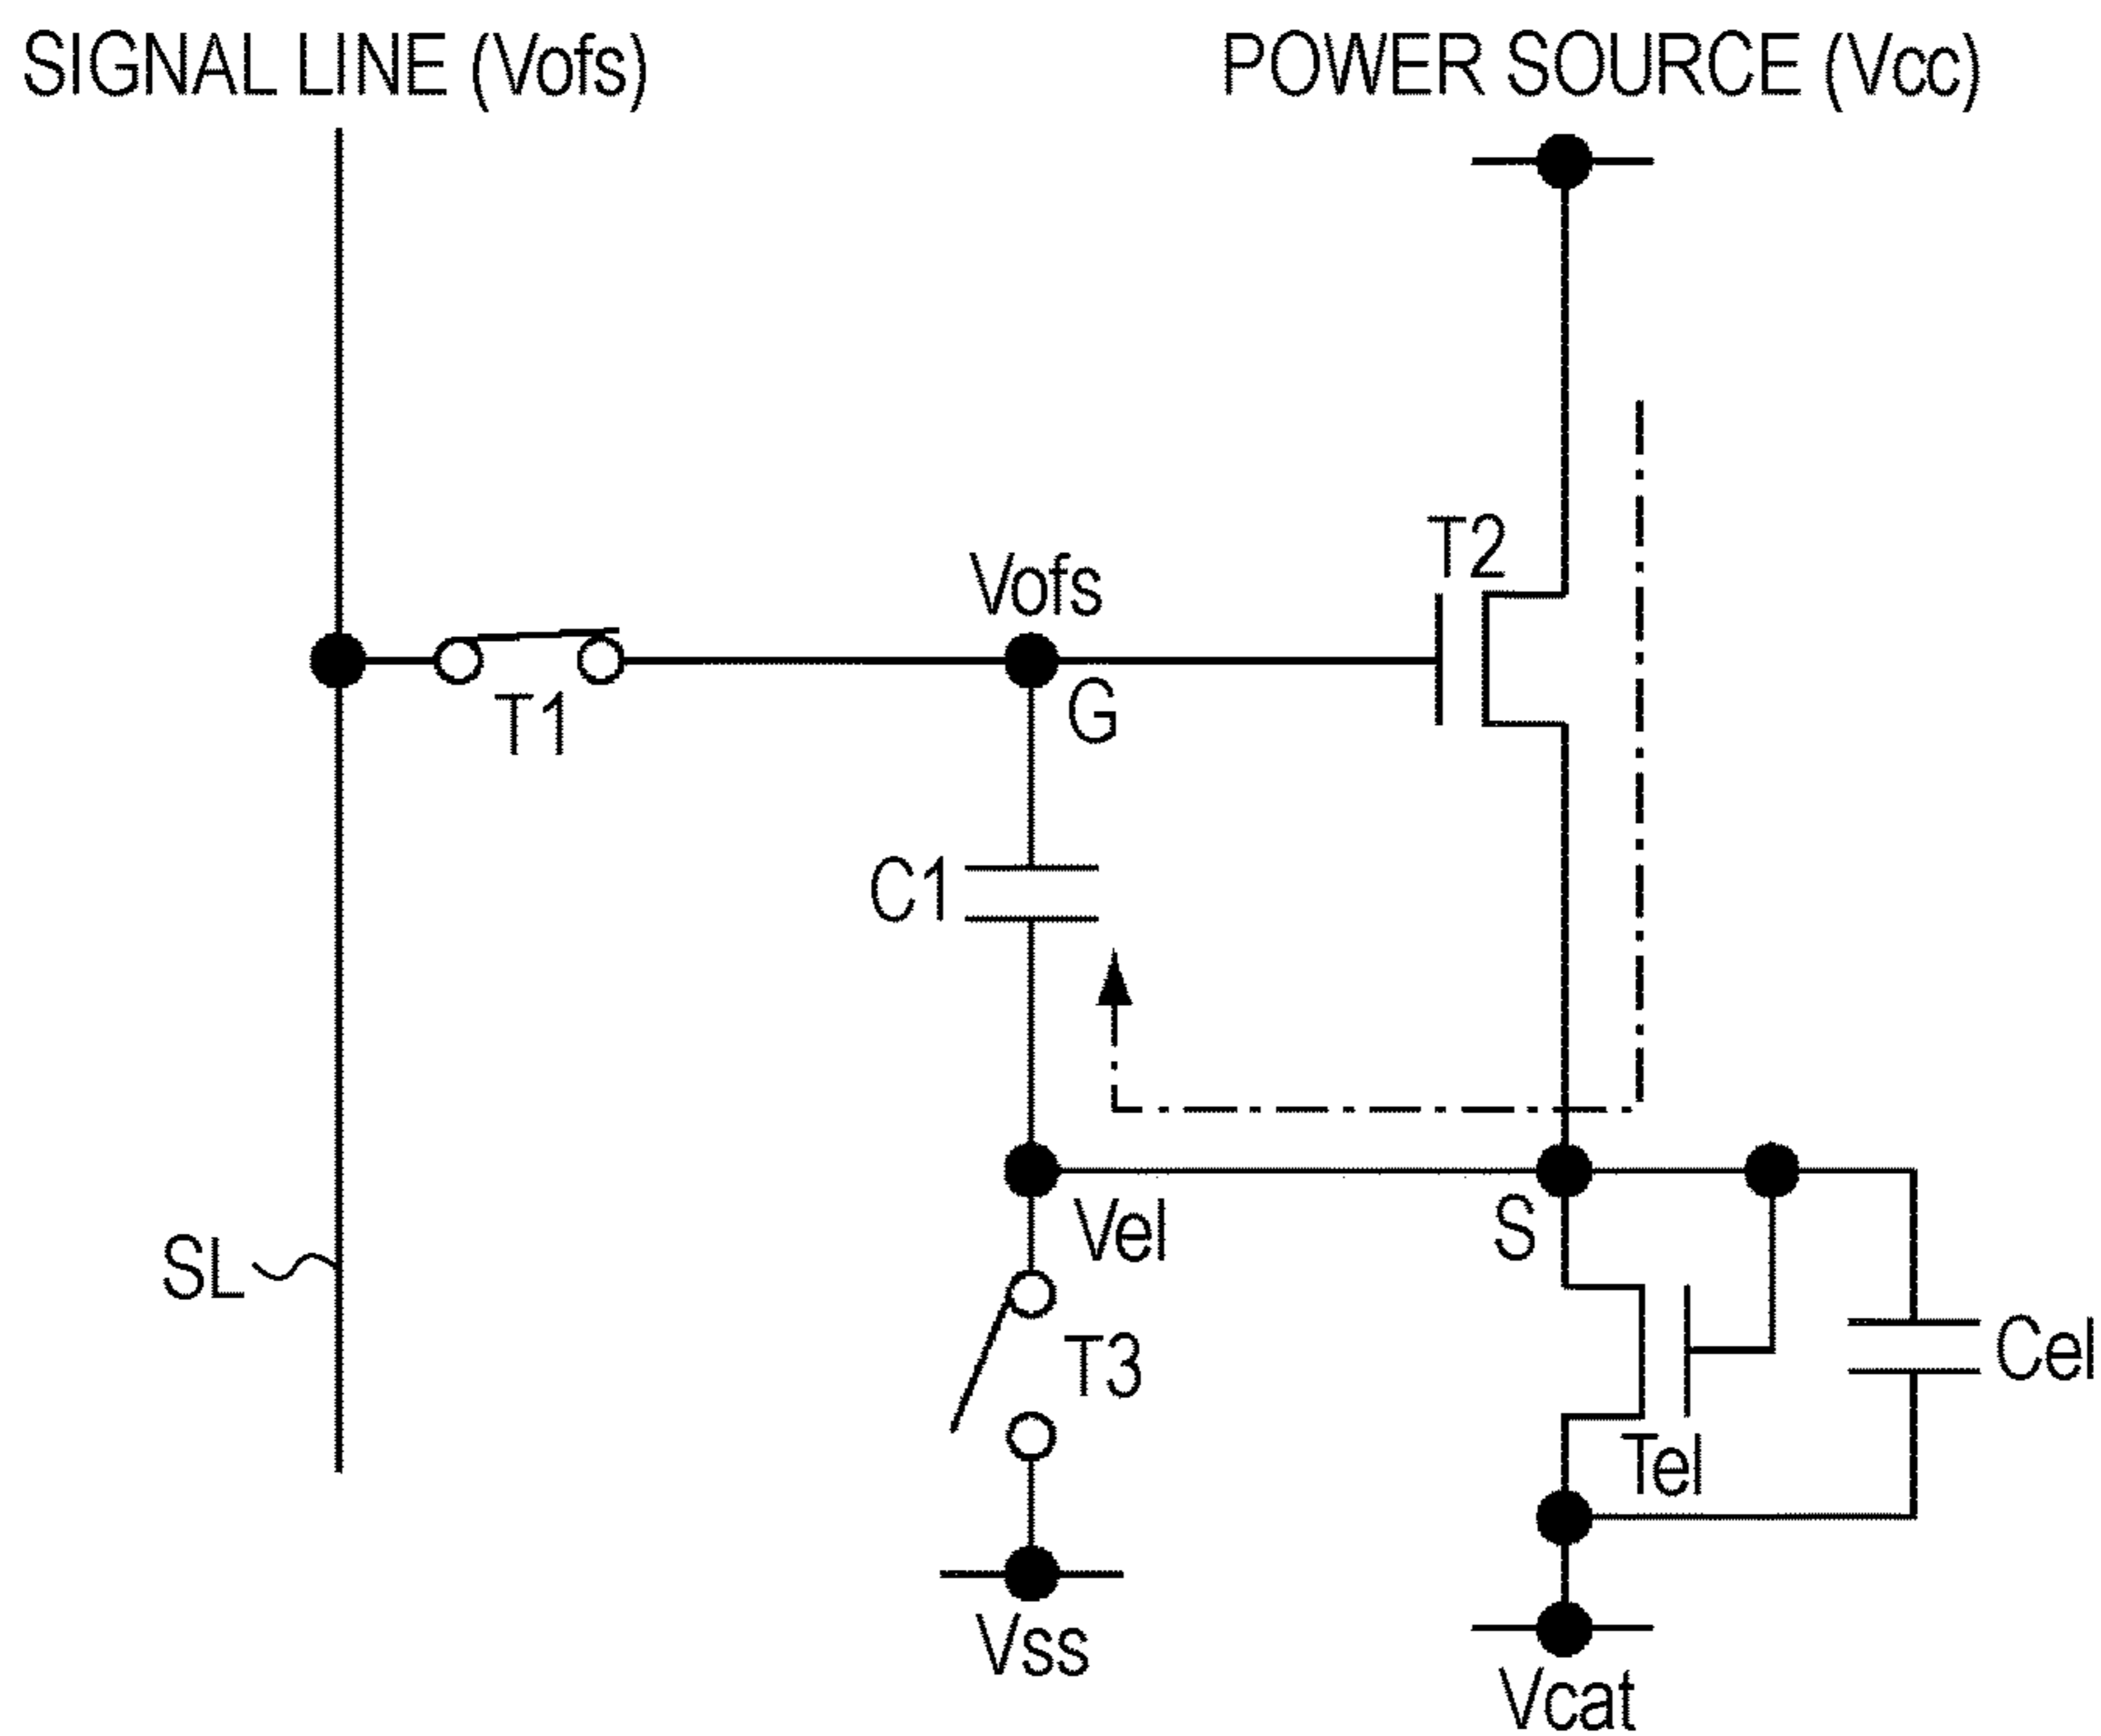 SIGNAL LINE (Vofs)
POWER SOURCE (Vcc)
T2
Vofs
T1
G
C1
Vel
S
SL
T3
Cel
Tel
Vss
Vcat